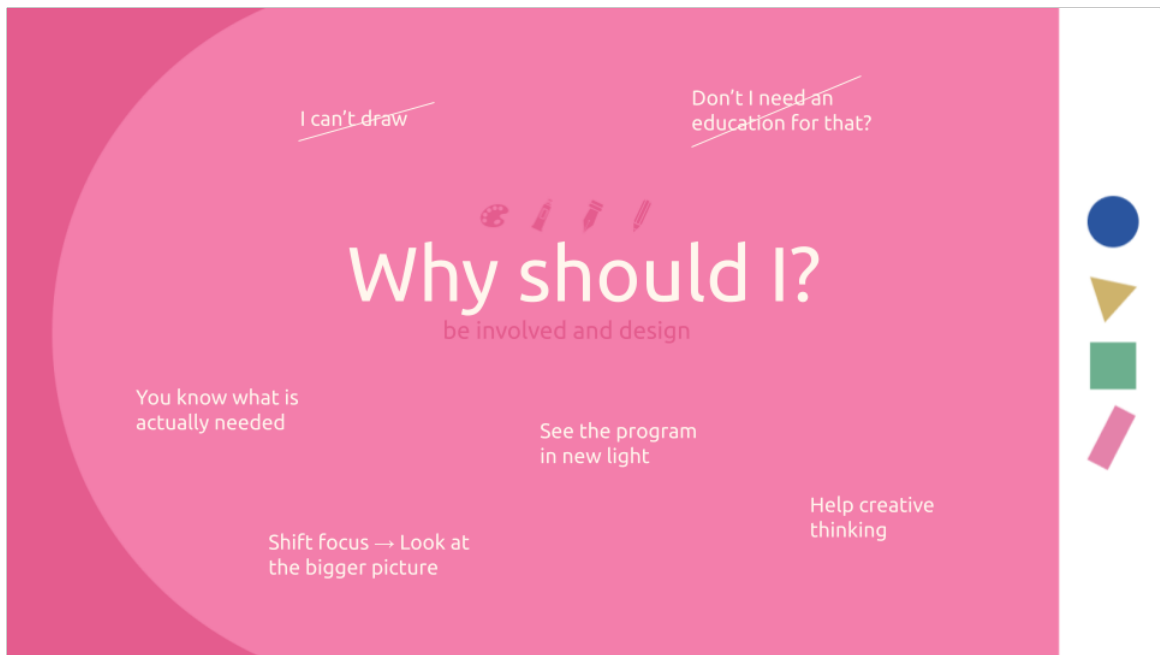 I can't draw
Don't I need an
education for that?
Why should I?
be involved and design
You know what is
actually needed
See the program
in new light
Help creative
thinking
Shift focus → Look at
the bigger picture